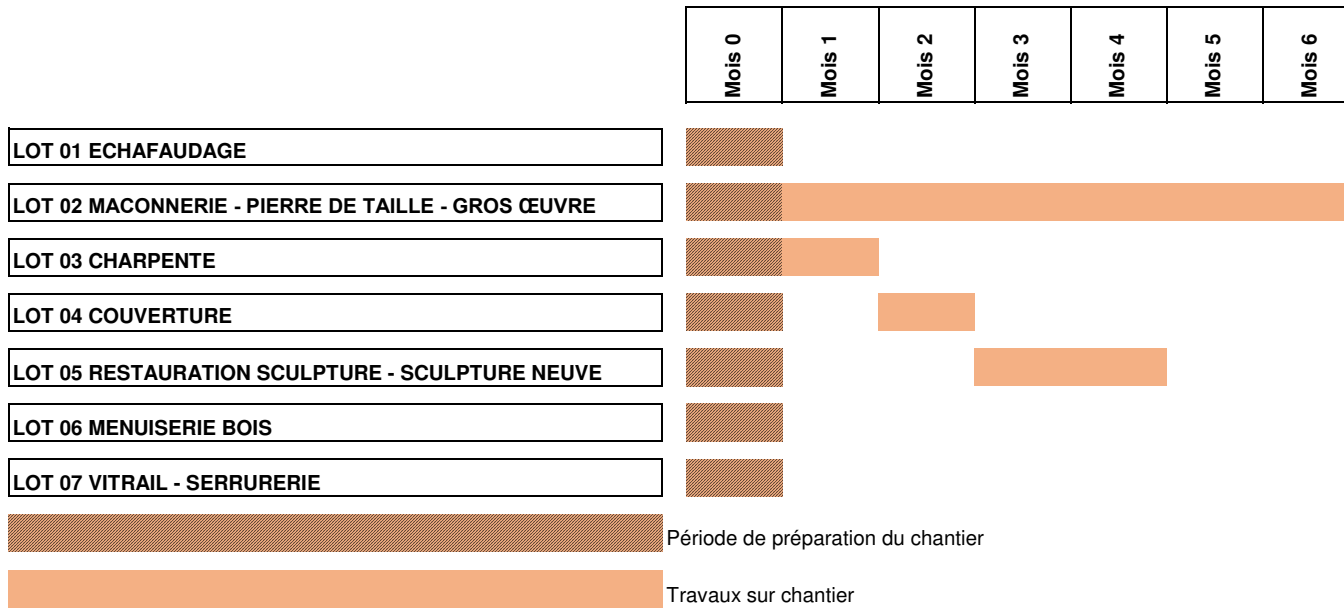 Mois 0 Mois 1 Mois 2 Mois 3 Mois 4 Mois 5 Mois 6
LOT 01 ECHAFAUDAGE
LOT 02 MACONNERIE - PIERRE DE TAILLE - GROS ŒUVRE
LOT 03 CHARPENTE
LOT 04 COUVERTURE
LOT 05 RESTAURATION SCULPTURE - SCULPTURE NEUVE
LOT 06 MENUISERIE BOIS
LOT 07 VITRAIL - SERRURERIE
Période de préparation du chantier
Travaux sur chantier